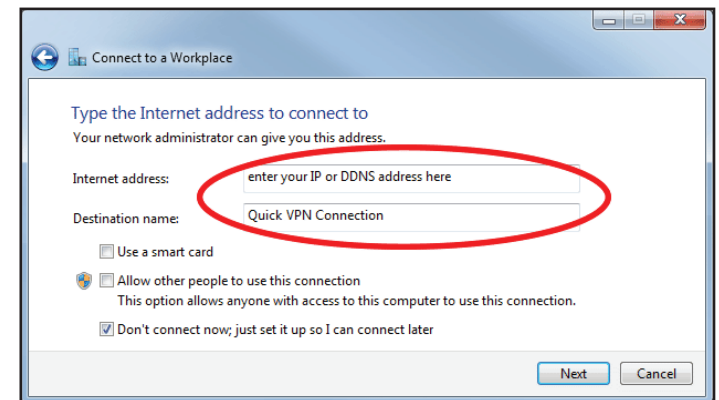 Connect to a Workplace
Type the Internet address to connect to
Your network administrator can give you this address.
Internet address: enter your IP or DDNS address here
Destination name: Quick VPN Connection
Use a smart card
Allow other people to use this connection
This option allows anyone with access to this computer to use this connection.
Don't connect now; just set it up so I can connect later
Next Cancel